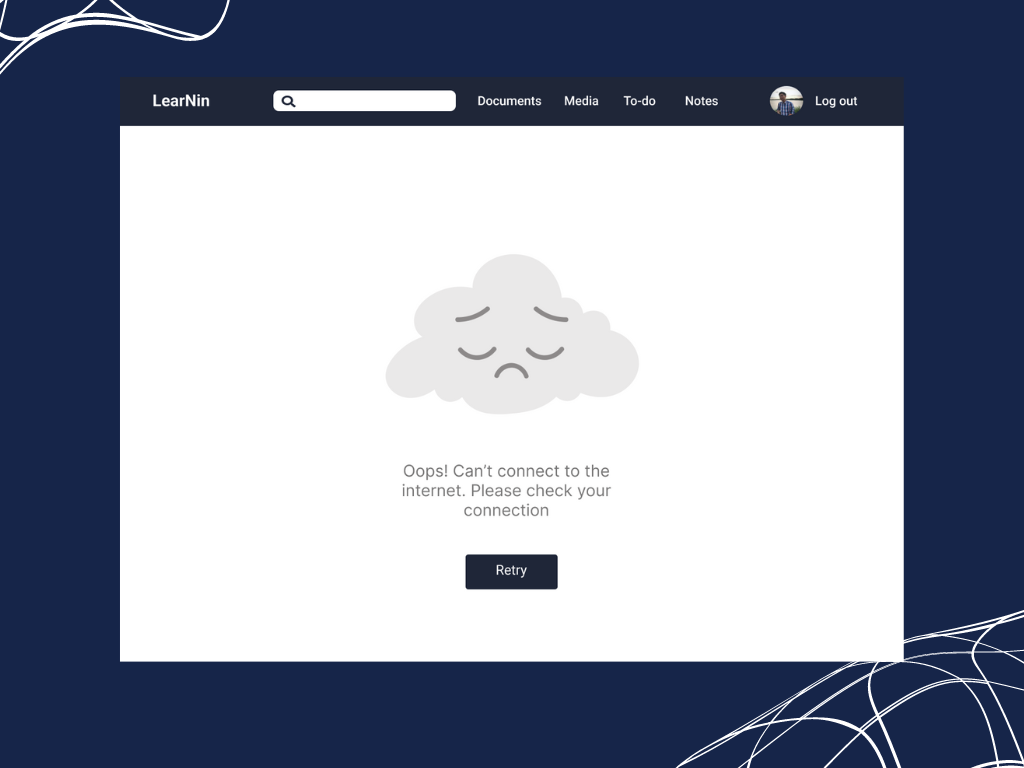 LearNin
Documents Media To-do Notes Log out
Oops! Can’t connect to the
internet. Please check your
connection
Retry